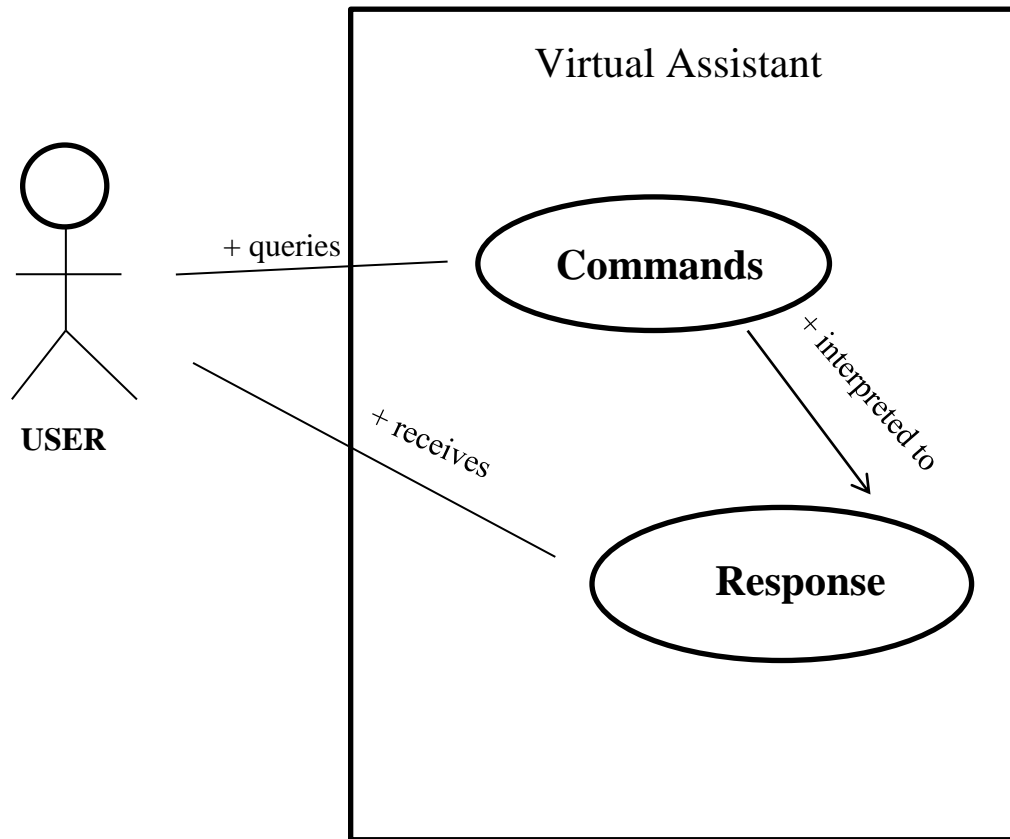 Virtual Assistant
+ queries
Commands
+ interpreted to
+ receives
USER
Response